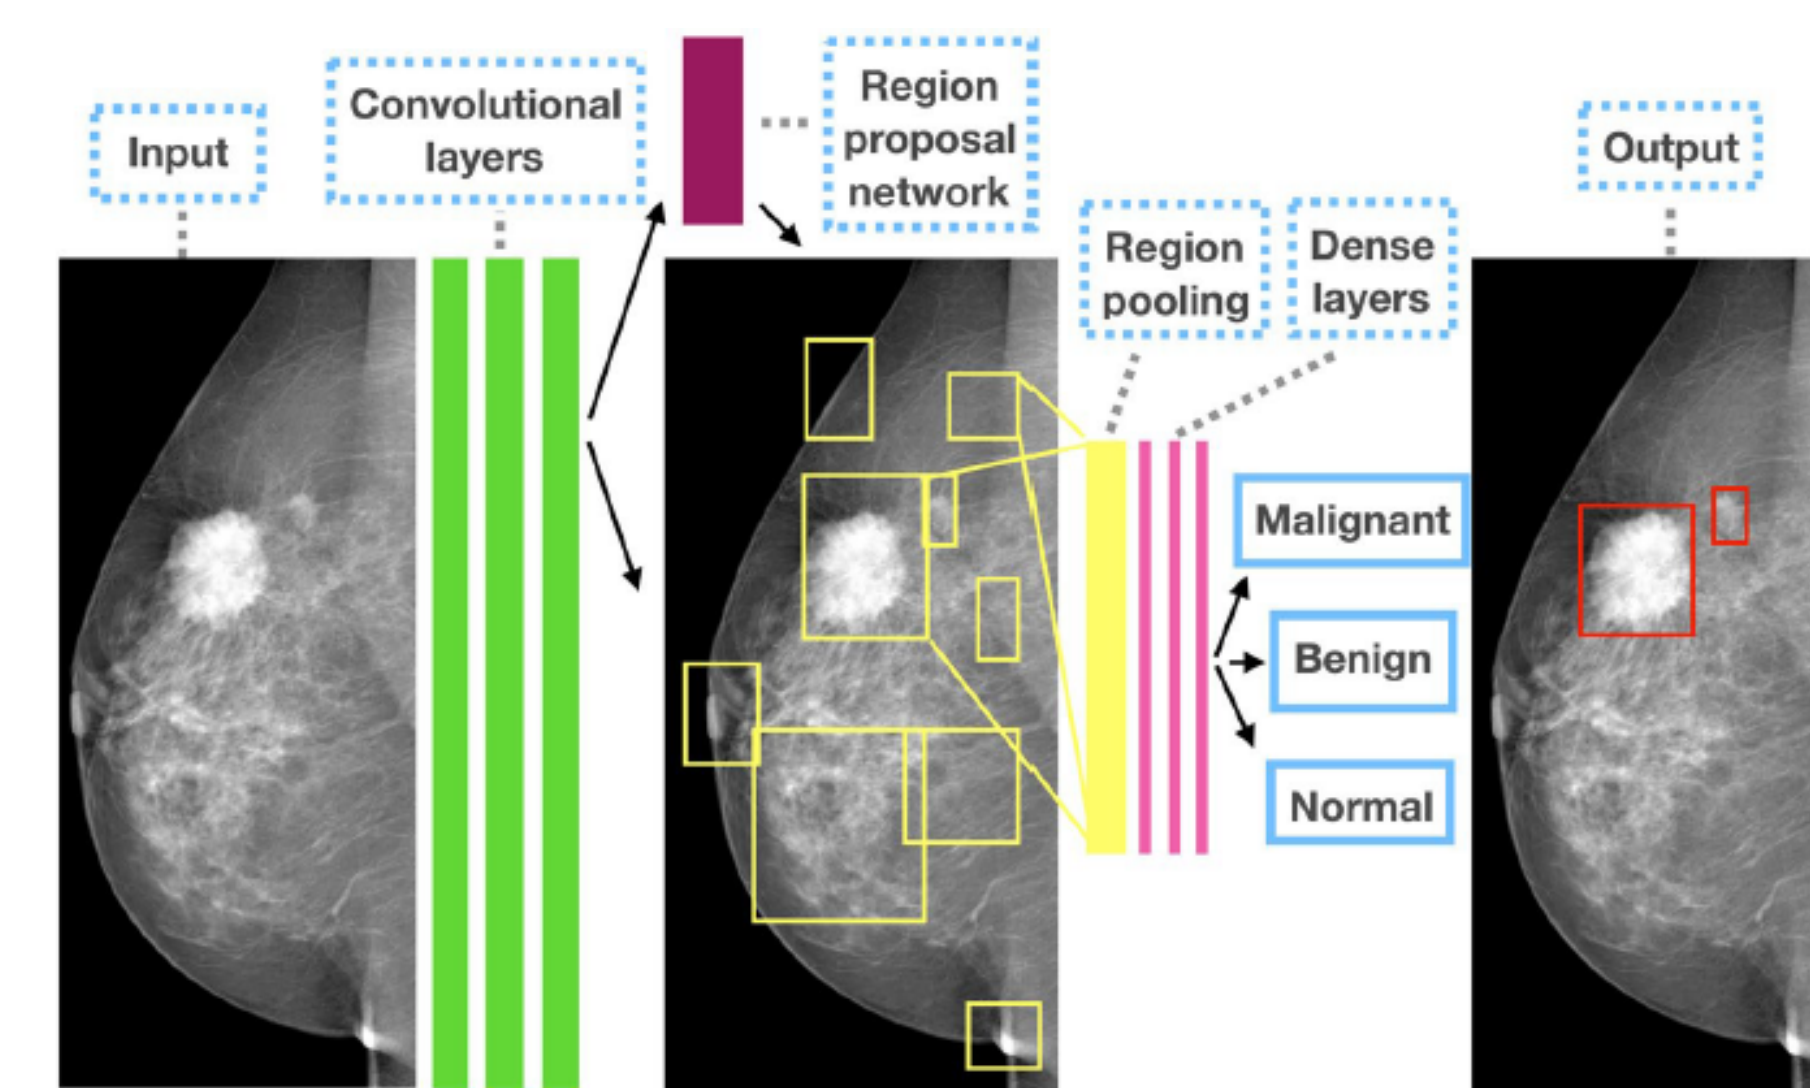 Input
Convolutional
layers
Region
proposal
network
Region
pooling
Dense
layers
Malignant
Benign
Normal
Output